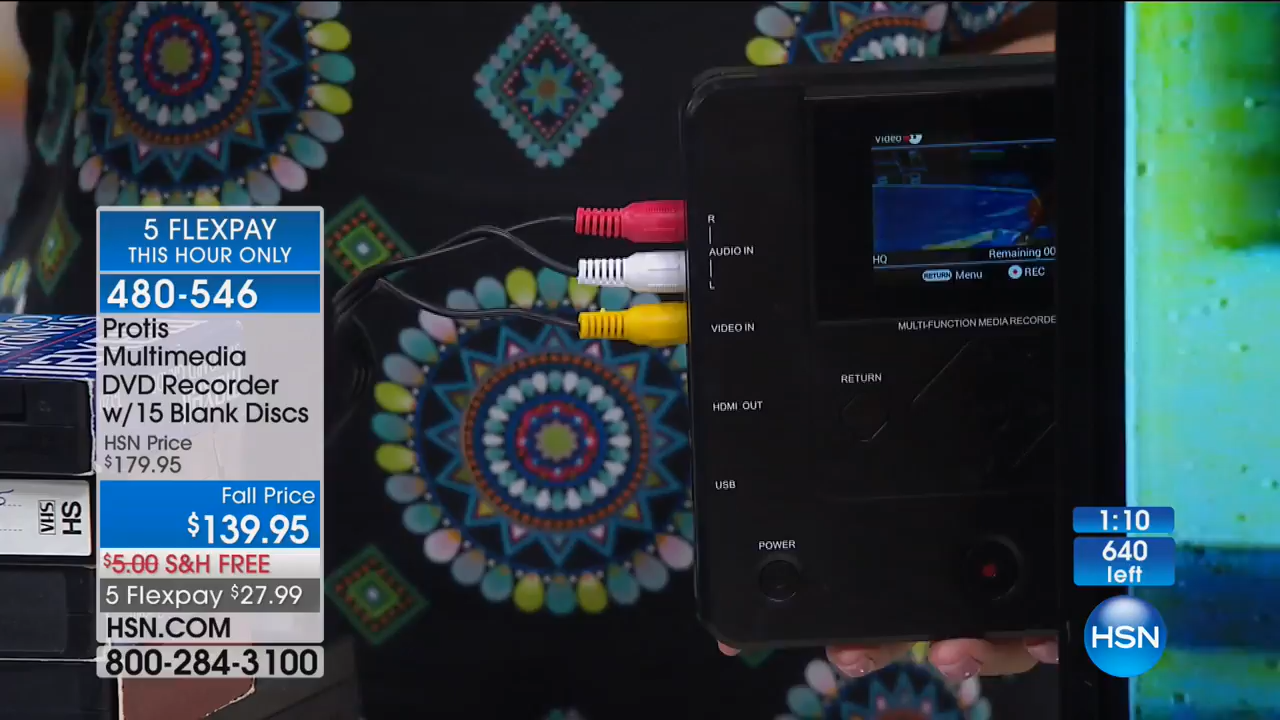 5 FLEXPAY
THIS HOUR ONLY
480-546
Protis
Multimedia
DVD Recorder
w/15 Blank Discs
HSN Price
$179.95
Fall Price
$139.95
$5.00 S&H FREE
5 Flexpay $27.99
HSN.COM
800-284-3100
VHS
HS
Video
HQ
Remaining 00
RETURN Menu
REC
R
AUDIO IN
L
VIDEO IN
MULTI-FUNCTION MEDIA RECORDE
RETURN
HDMI OUT
USB
POWER
1:10
640
left
HSN